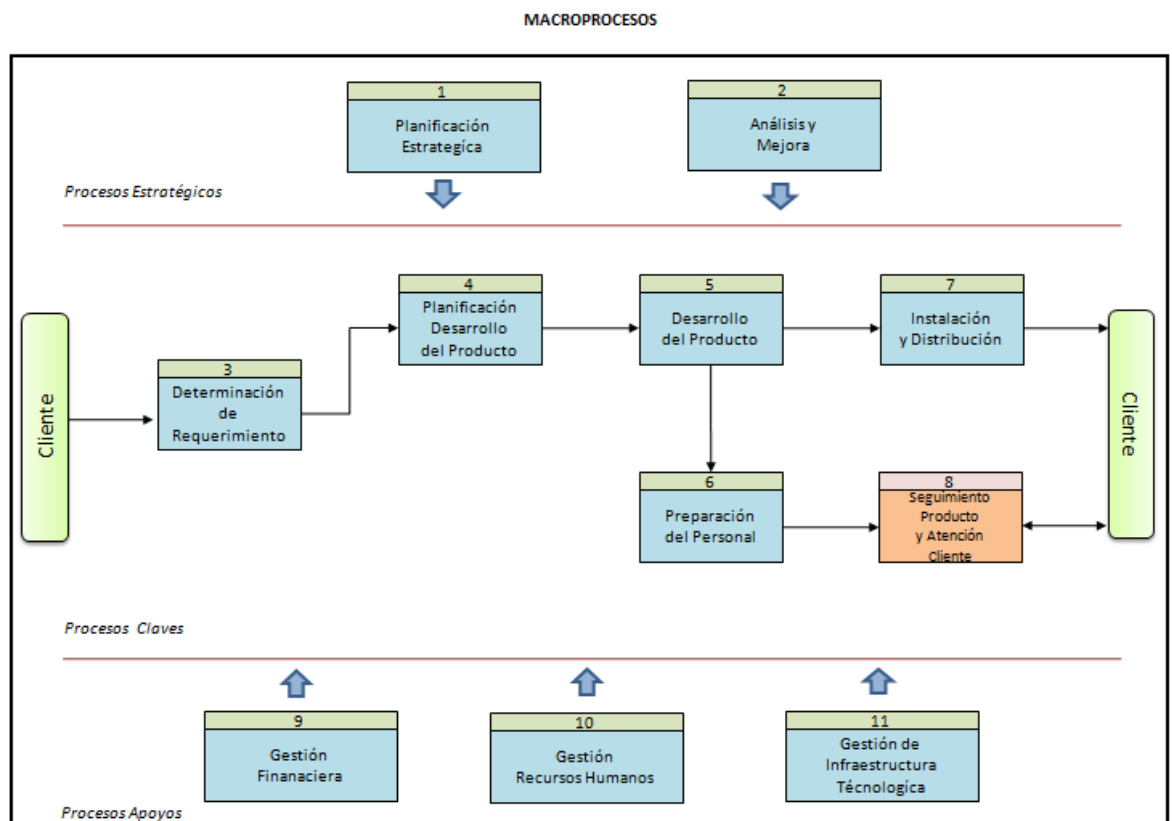 MACROPROCESOS
1
Planificación
Estrategíca
2
Análisis y
Mejora
Procesos Estratégicos
Cliente
3
Determinación
de
Requerimiento
4
Planificación
Desarrollo
del Producto
5
Desarrollo
del Producto
7
Instalación
y Distribución
6
Preparación
del Personal
8
Seguimiento
Producto
y Atención
Cliente
Cliente
Procesos Claves
9
Gestión
Finanaciera
10
Gestión
Recursos Humanos
11
Gestión de
Infraestructura
Técnologíca
Procesos Apoyos